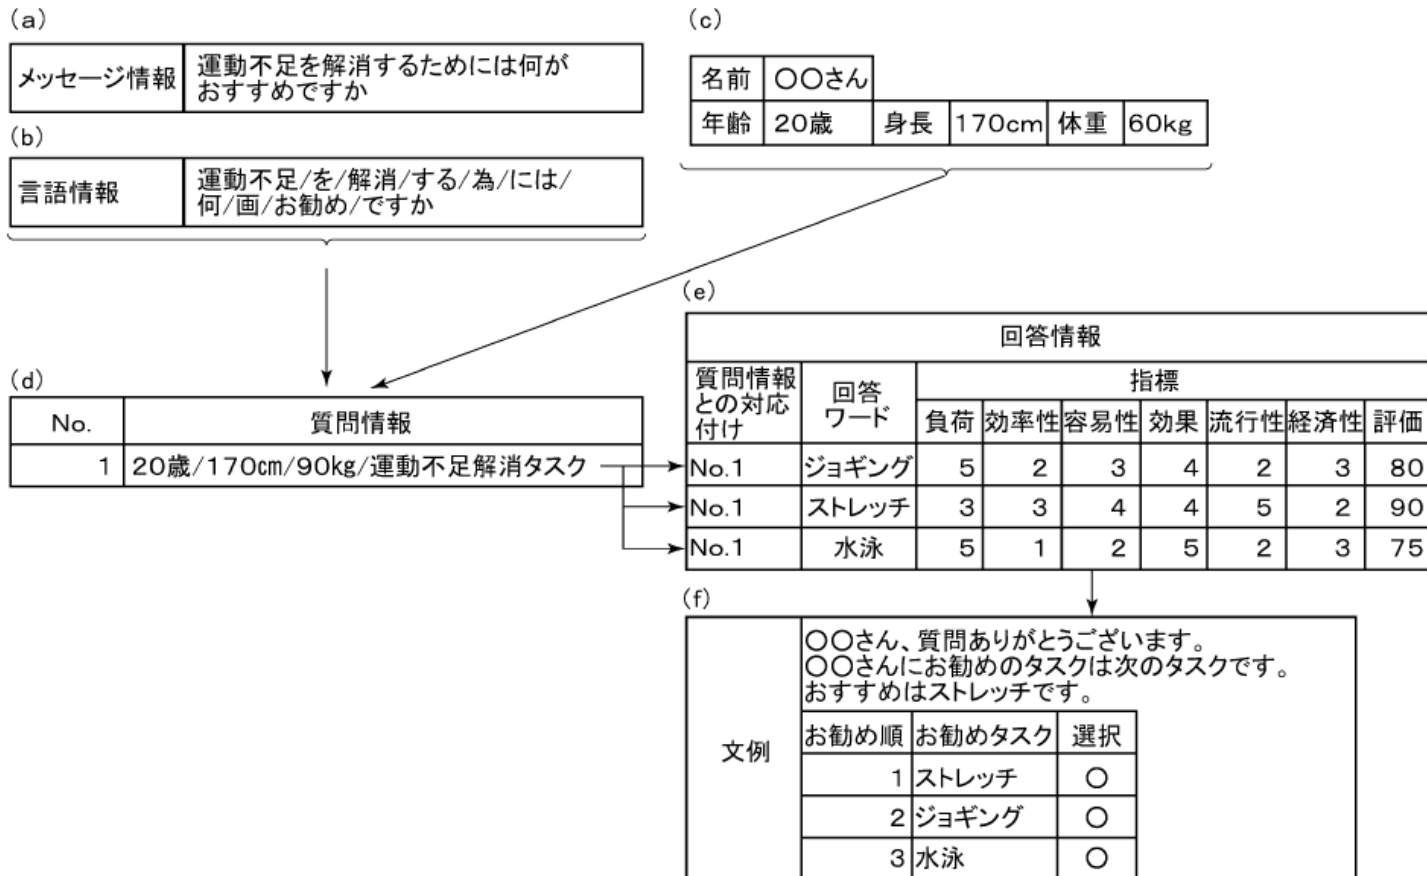 (a)
メッセージ情報 運動不足を解消するためには何が
おすすめですか
(b)
言語情報 運動不足/を/解消/する/為/には/
何/画/お勧め/ですか
(c)
名前 〇〇さん
年齢 20歳 身長 170cm 体重 60kg
(d)
No. 質問情報
1 20歳/170cm/90kg/運動不足解消タスク
(e)
回答情報
質問情報
との対応
付け
回答
ワード
指標
負荷 効率性 容易性 効果 流行性 経済性 評価
No.1 ジョギング 5 2 3 4 2 3 80
No.1 ストレッチ 3 3 4 4 5 2 90
No.1 水泳 5 1 2 5 2 3 75
(f)
文例
〇〇さん、質問ありがとうございます。
〇〇さんにお勧めのタスクは次のタスクです。
おすすめはストレッチです。
お勧め順 お勧めタスク 選択
1 ストレッチ 〇
2 ジョギング 〇
3 水泳 〇